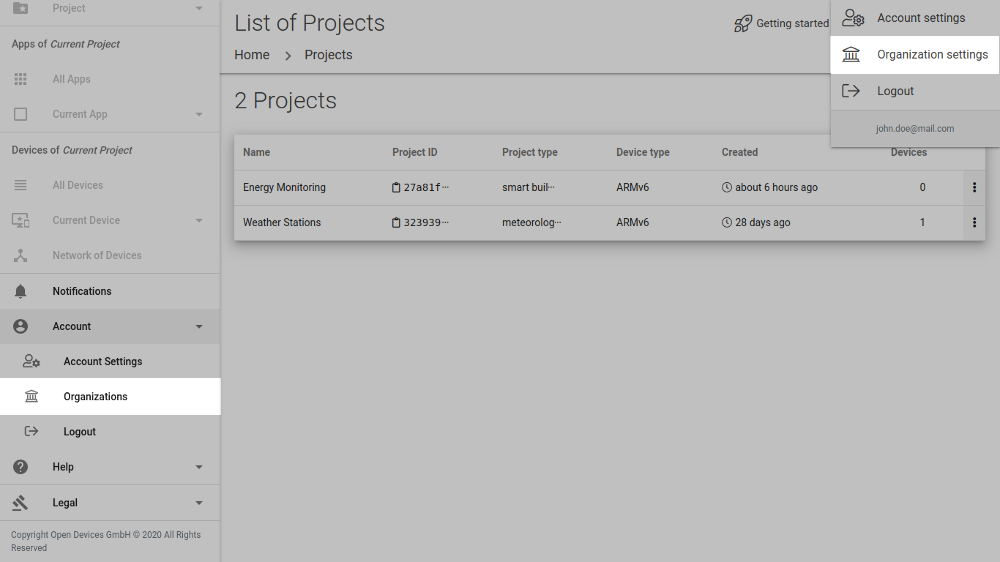 Project
Apps of Current Project
All Apps
Current App
Devices of Current Project
All Devices
Current Device
Network of Devices
Notifications
Account
Account Settings
Organizations
Logout
Help
Legal
Copyright Open Devices GmbH © 2020 All Rights
Reserved
List of Projects
Getting started
Home > Projects
2 Projects
Name Project ID Project type Device type Created Devices
Energy Monitoring 27a81f··· smart buil··· ARMv6 about 6 hours ago 0
Weather Stations 323939··· meteorolog··· ARMv6 28 days ago 1
Account settings
Organization settings
Logout
john.doe@mail.com